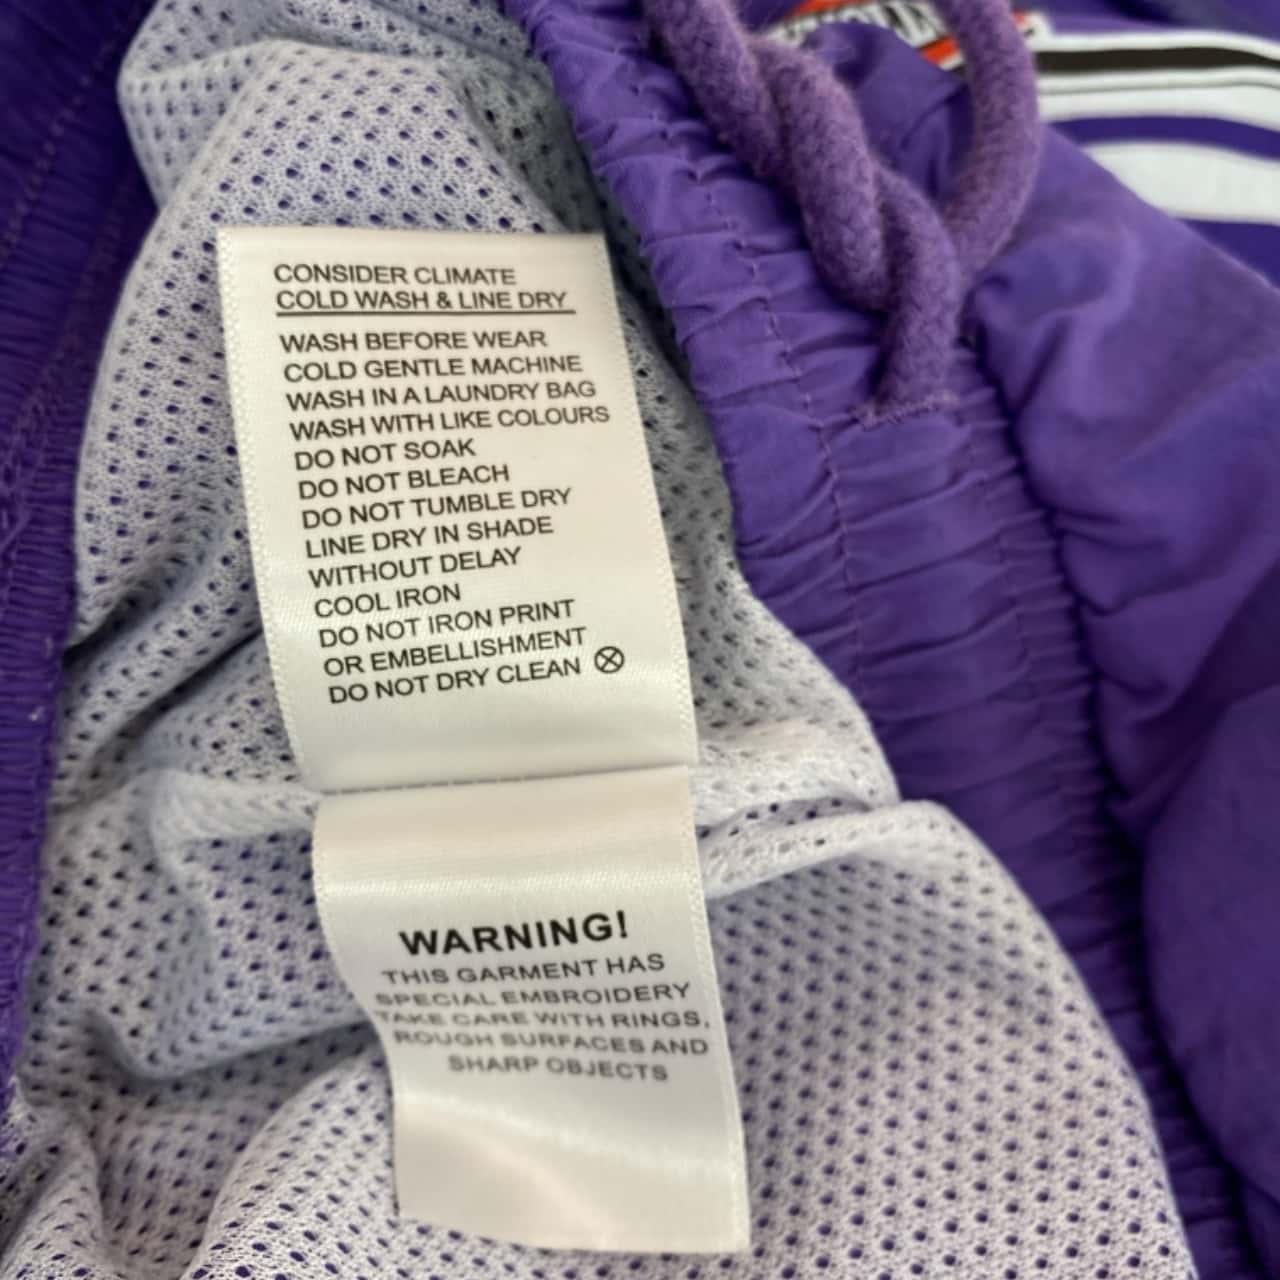 CONSIDER CLIMATE
COLD WASH & LINE DRY
WASH BEFORE WEAR
COLD GENTLE MACHINE
WASH IN A LAUNDRY BAG
WASH WITH LIKE COLOURS
DO NOT SOAK
DO NOT BLEACH
DO NOT TUMBLE DRY
LINE DRY IN SHADE
WITHOUT DELAY
COOL IRON
DO NOT IRON PRINT
OR EMBELLISHMENT
DO NOT DRY CLEAN
WARNING!
THIS GARMENT HAS
SPECIAL EMBROIDERY
TAKE CARE WITH RINGS,
ROUGH SURFACES AND
SHARP OBJECTS